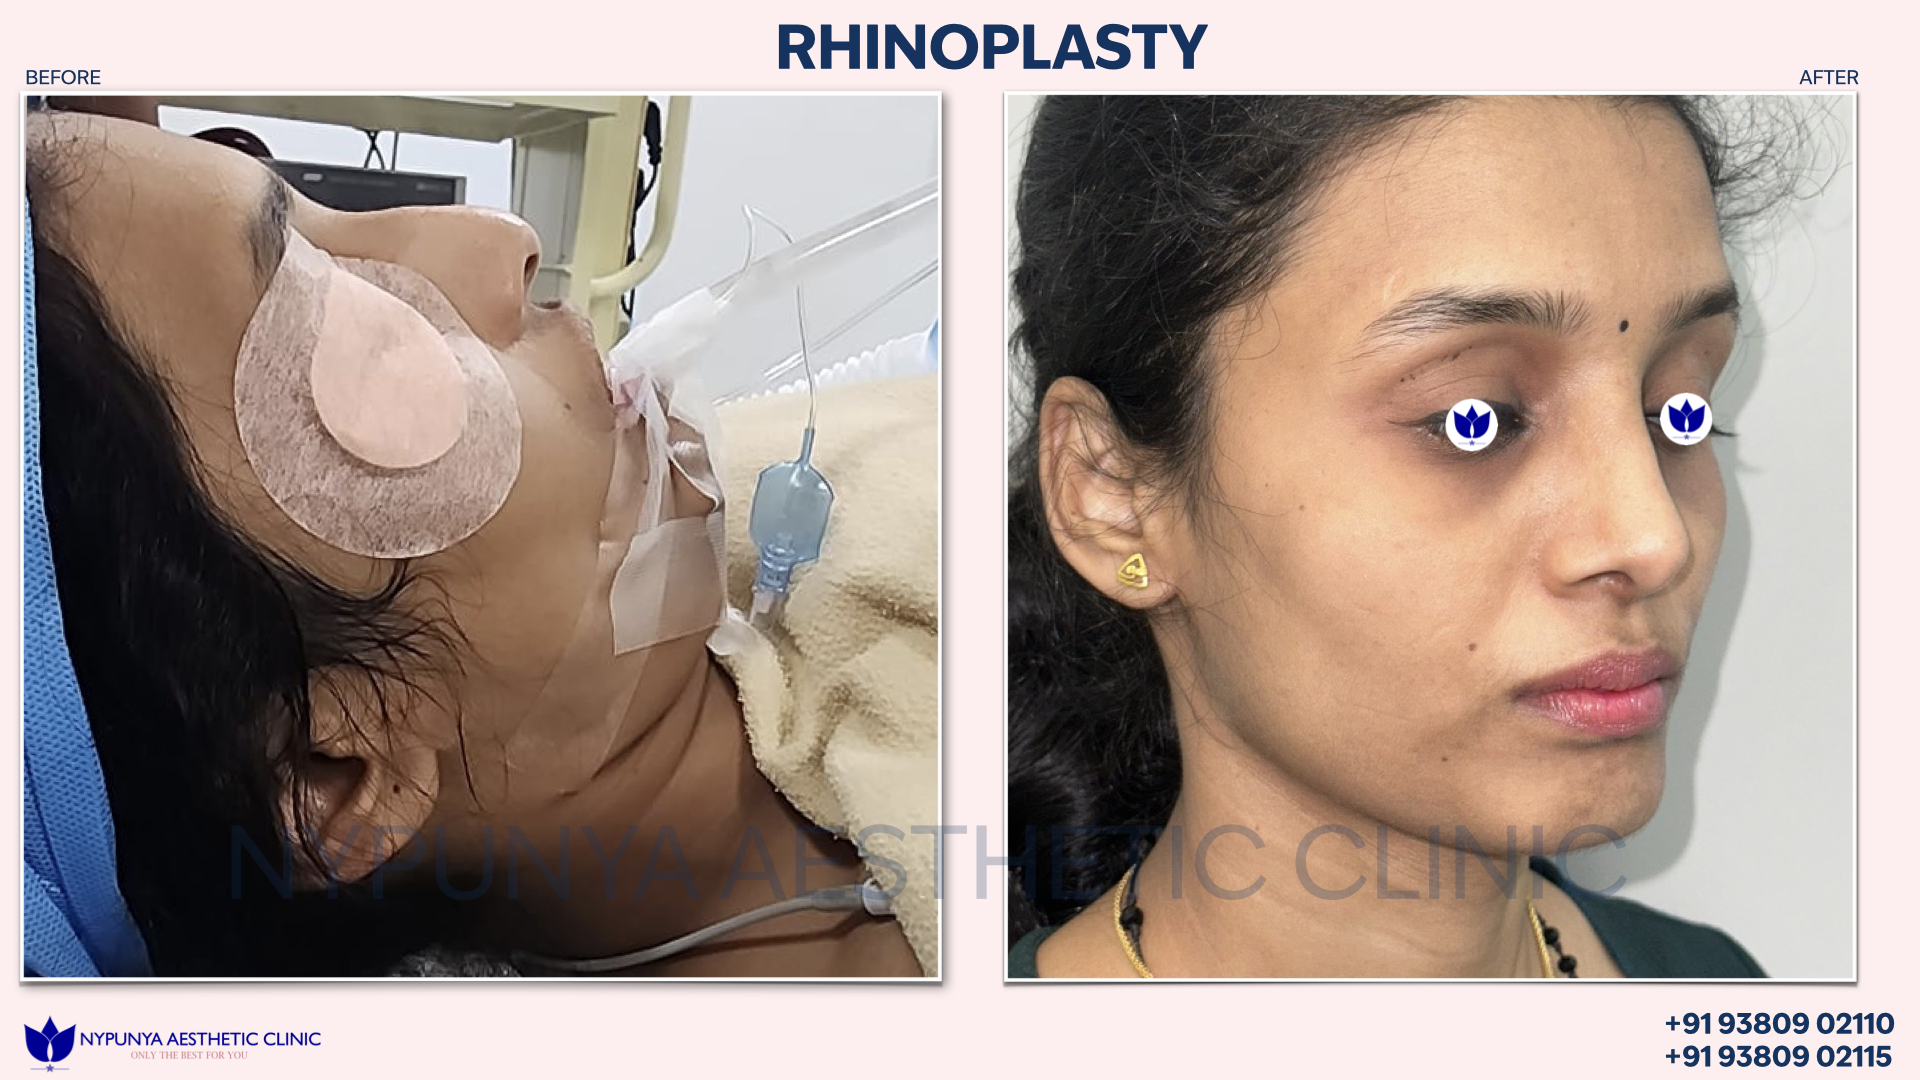 RHINOPLASTY
BEFORE
AFTER
NYPUNYA AESTHETIC CLINIC
NYPUNYA AESTHETIC CLINIC
ONLY THE BEST FOR YOU
+91 93809 02110
+91 93809 02115